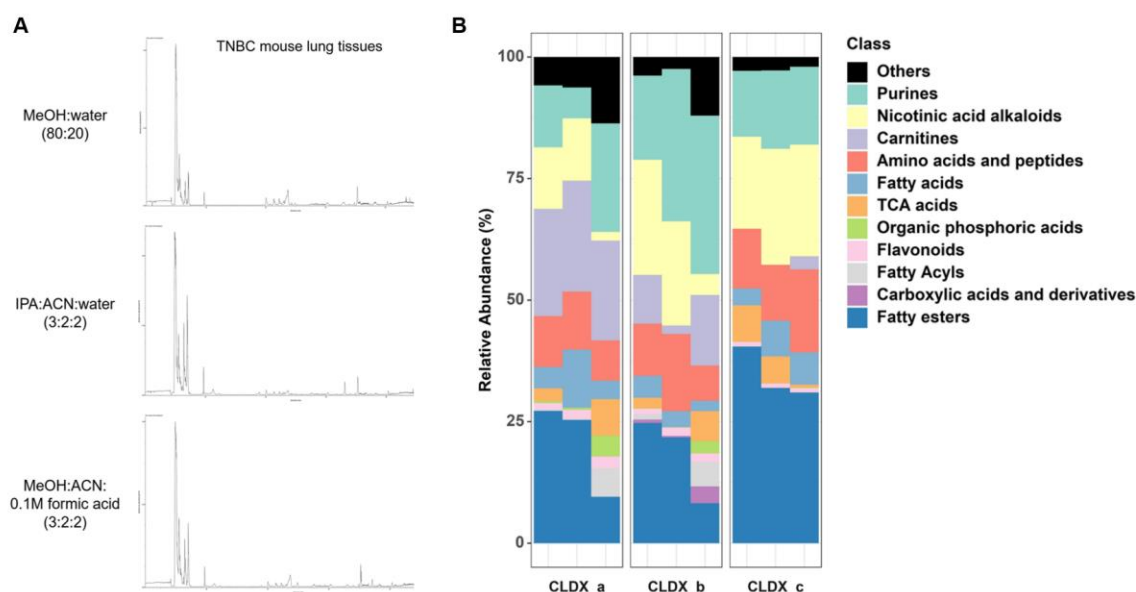 A
TNBC mouse lung tissues
MeOH:water
(80:20)
IPA:ACN:water
(3:2:2)
MeOH:ACN:
0.1M formic acid
(3:2:2)
B
Relative Abundance (%)
100
75
50
25
0
CLDX_a
CLDX_b
CLDX_c
Class
Others
Purines
Nicotinic acid alkaloids
Carnitines
Amino acids and peptides
Fatty acids
TCA acids
Organic phosphoric acids
Flavonoids
Fatty Acyls
Carboxylic acids and derivatives
Fatty esters